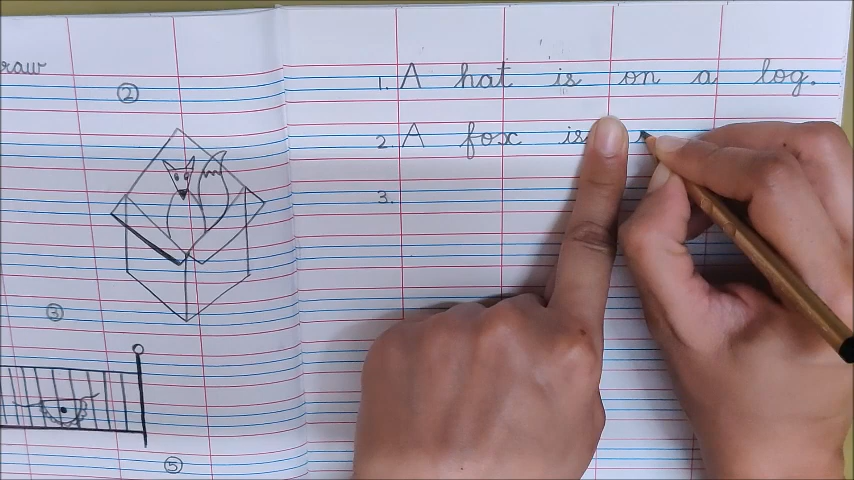 raw
②
1. A hat is on a log.
2. A fox is
3.
③
⑤